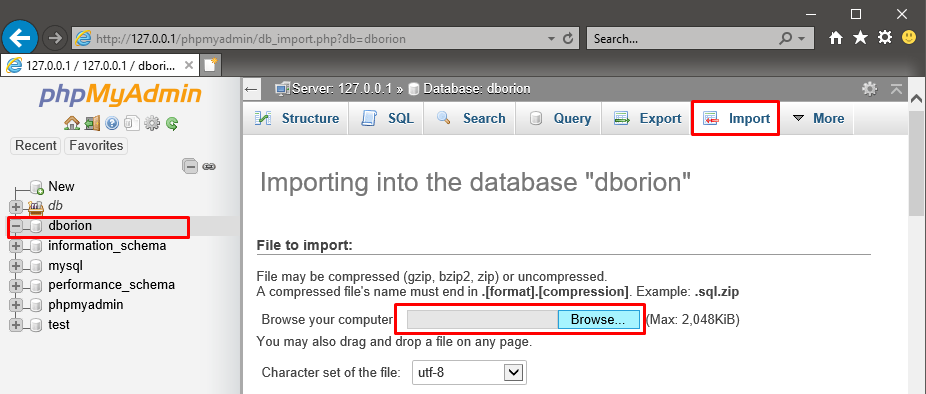 http://127.0.0.1/phpmyadmin/db_import.php?db=dborion
Search...
127.0.0.1 / 127.0.0.1 / dbori...
phpMyAdmin
Recent
Favorites
New
db
dborion
information_schema
mysql
performance_schema
phpmyadmin
test
Server: 127.0.0.1 » Database: dborion
Structure
SQL
Search
Query
Export
Import
More
Importing into the database "dborion"
File to import:
File may be compressed (gzip, bzip2, zip) or uncompressed.
A compressed file's name must end in .[format].[compression]. Example: .sql.zip
Browse your computer Browse... (Max: 2,048KiB)
You may also drag and drop a file on any page.
Character set of the file: utf-8